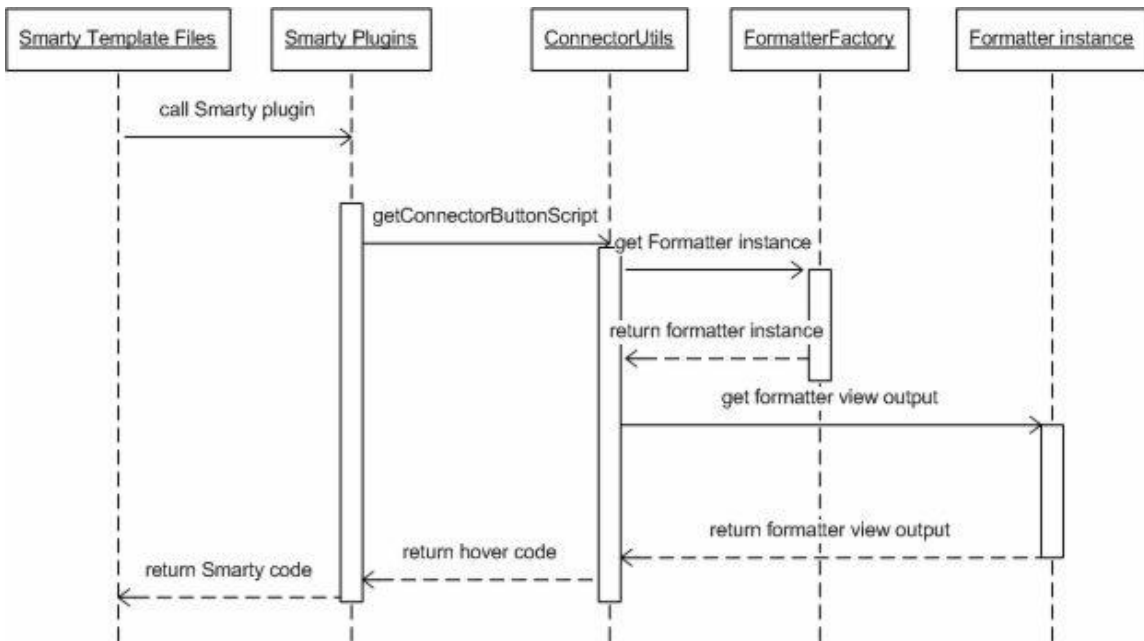 Smarty Template Files
Smarty Plugins
ConnectorUtils
FormatterFactory
Formatter instance
call Smarty plugin
getConnectorButtonScript
get Formatter instance
return formatter instance
get formatter view output
return formatter view output
return hover code
return Smarty code